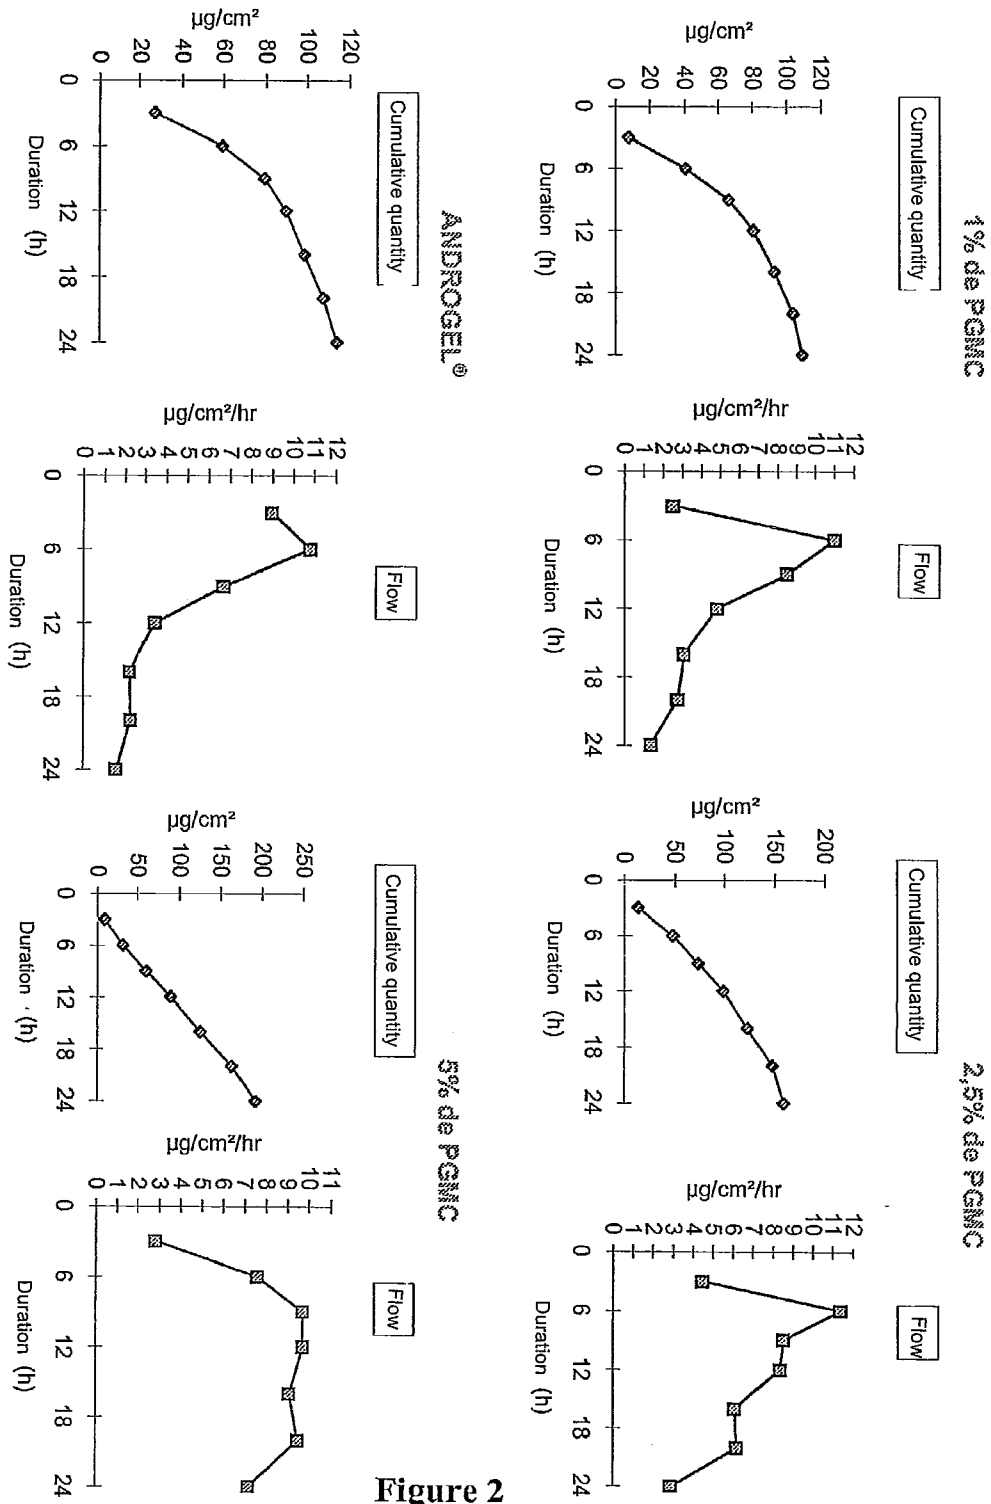 1% de PGMC
Cumulative quantity
µg/cm²
0 20 40 60 80 100 120
0 6 12 18 24
Duration (h)
Flow
µg/cm²/hr
0 1 2 3 4 5 6 7 8 9 10 11 12
0 6 12 18 24
Duration (h)
2,5% de PGMC
Cumulative quantity
µg/cm²
0 50 100 150 200
0 6 12 18 24
Duration (h)
Flow
µg/cm²/hr
0 1 2 3 4 5 6 7 8 9 10 11 12
0 6 12 18 24
Duration (h)
ANDROGEL®
Cumulative quantity
µg/cm²
0 20 40 60 80 100 120
0 6 12 18 24
Duration (h)
Flow
µg/cm²/hr
0 1 2 3 4 5 6 7 8 9 10 11 12
0 6 12 18 24
Duration (h)
5% de PGMC
Cumulative quantity
µg/cm²
0 50 100 150 200 250
0 6 12 18 24
Duration (h)
Flow
µg/cm²/hr
0 1 2 3 4 5 6 7 8 9 10 11
0 6 12 18 24
Duration (h)
Figure 2